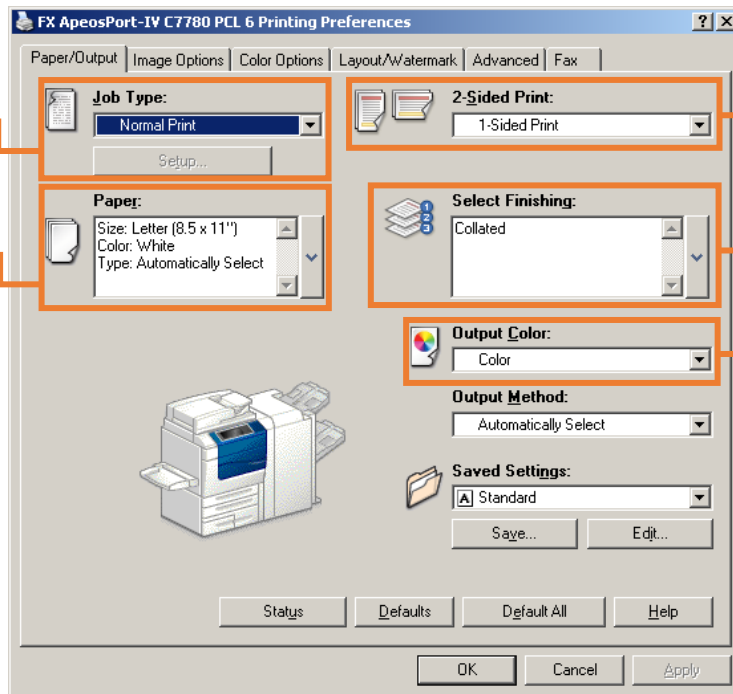 FX ApeosPort-IV C7780 PCL 6 Printing Preferences
Paper/Output
Image Options
Color Options
Layout/Watermark
Advanced
Fax
Job Type:
Normal Print
Setup...
2-Sided Print:
1-Sided Print
Paper:
Size: Letter (8.5 x 11")
Color: White
Type: Automatically Select
Select Finishing:
1
2
3
Collated
Output Color:
Color
Output Method:
Automatically Select
Saved Settings:
A Standard
Save...
Edit...
Status
Defaults
Default All
Help
OK
Cancel
Apply